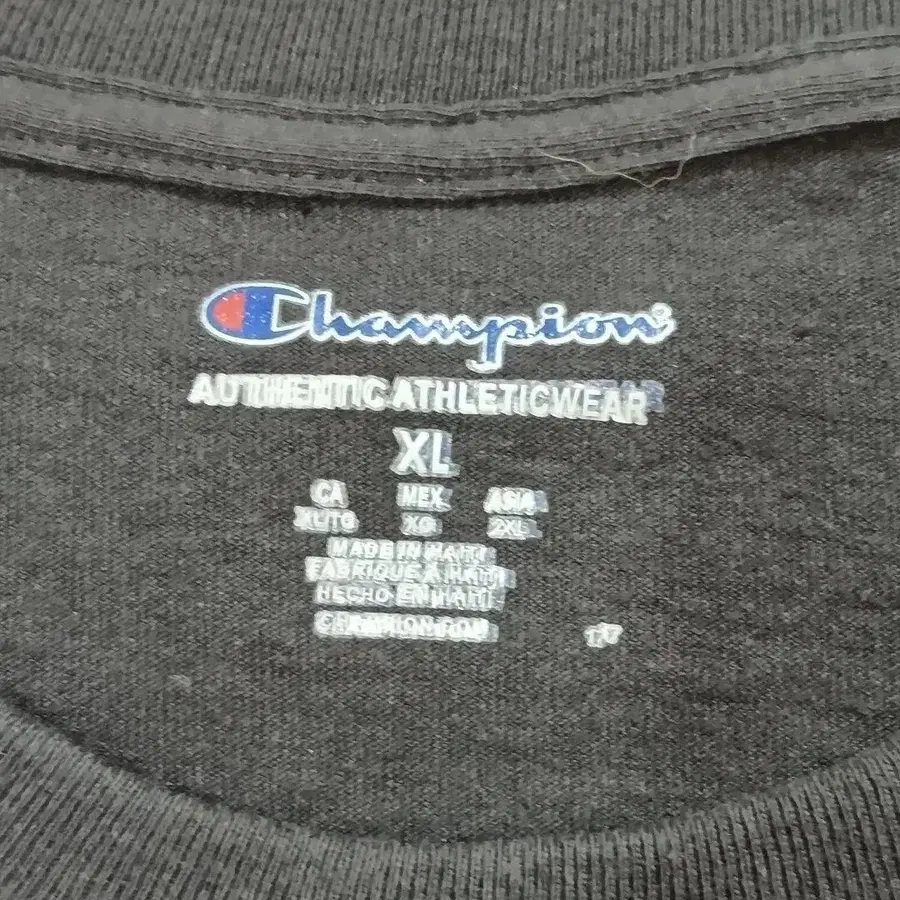 Champion®
AUTHENTIC ATHLETICWEAR
XL
CA MEX ASIA
XL/TG XG 2XL
MADE IN HAITI
FABRIQUÉ À HAITI
HECHO EN HAITI
CHAMPION.COM